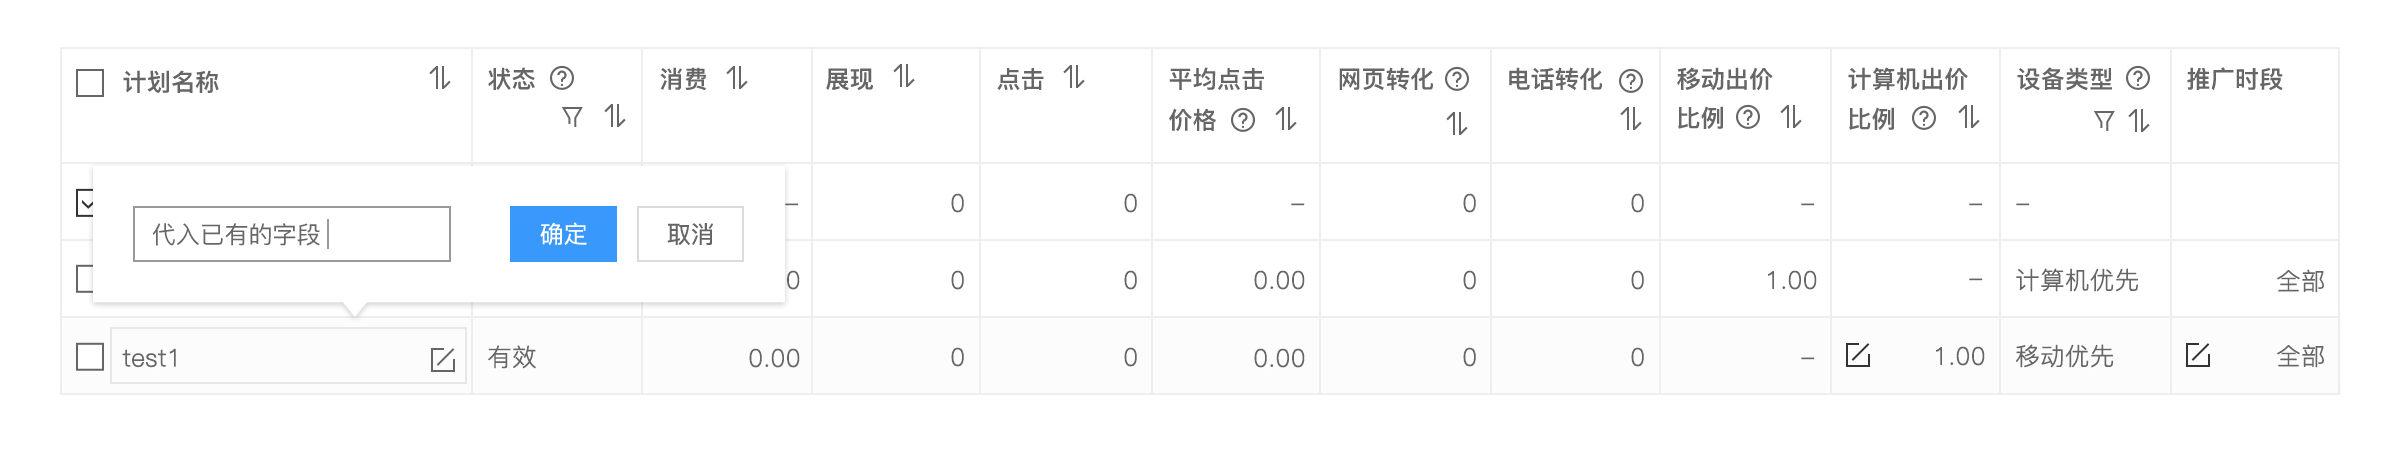 计划名称
状态
消费
展现
点击
平均点击
价格
网页转化
电话转化
移动出价
比例
计算机出价
比例
设备类型
推广时段
代入已有的字段
确定
取消
– 0 0 – 0 0 – – –
0 0 0 0.00 0 0 1.00 – 计算机优先 全部
test1 有效 0.00 0 0 0.00 0 0 – 1.00 移动优先 全部